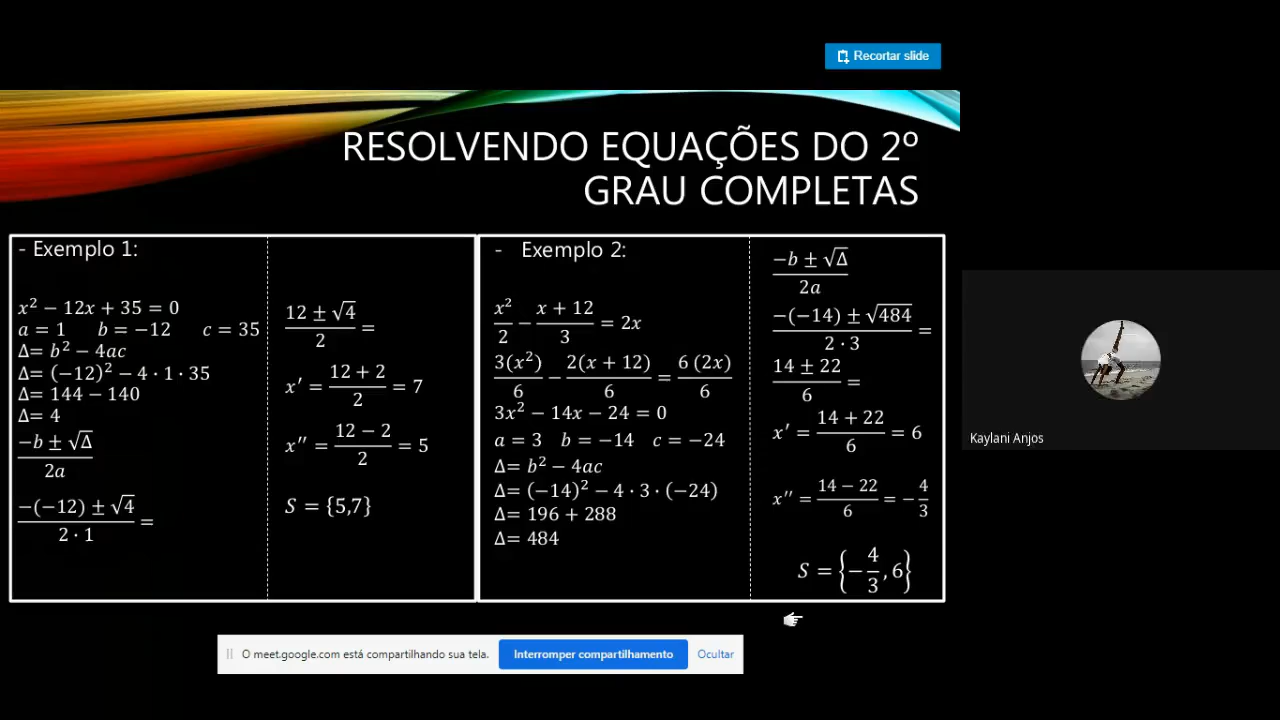 Recortar slide
RESOLVENDO EQUAÇÕES DO 2º
GRAU COMPLETAS
- Exemplo 1:
x² − 12x + 35 = 0
a = 1 b = −12 c = 35
∆= b² − 4ac
∆= (−12)² − 4 · 1 · 35
∆= 144 − 140
∆= 4
(−b ± √∆)/(2a)
(−(−12) ± √4)/(2 · 1) =
(12 ± √4)/2 =
x′ = (12 + 2)/2 = 7
x′′ = (12 − 2)/2 = 5
S = {5,7}
- Exemplo 2:
x²/2 − (x + 12)/3 = 2x
3(x²)/6 − 2(x + 12)/6 = 6 (2x)/6
3x² − 14x − 24 = 0
a = 3 b = −14 c = −24
∆= b² − 4ac
∆= (−14)² − 4 · 3 · (−24)
∆= 196 + 288
∆= 484
(−b ± √∆)/(2a)
(−(−14) ± √484)/(2 · 3) =
(14 ± 22)/6 =
x′ = (14 + 22)/6 = 6
x′′ = (14 − 22)/6 = −4/3
S = {−4/3, 6}
Kaylani Anjos
O meet.google.com está compartilhando sua tela. Interromper compartilhamento Ocultar